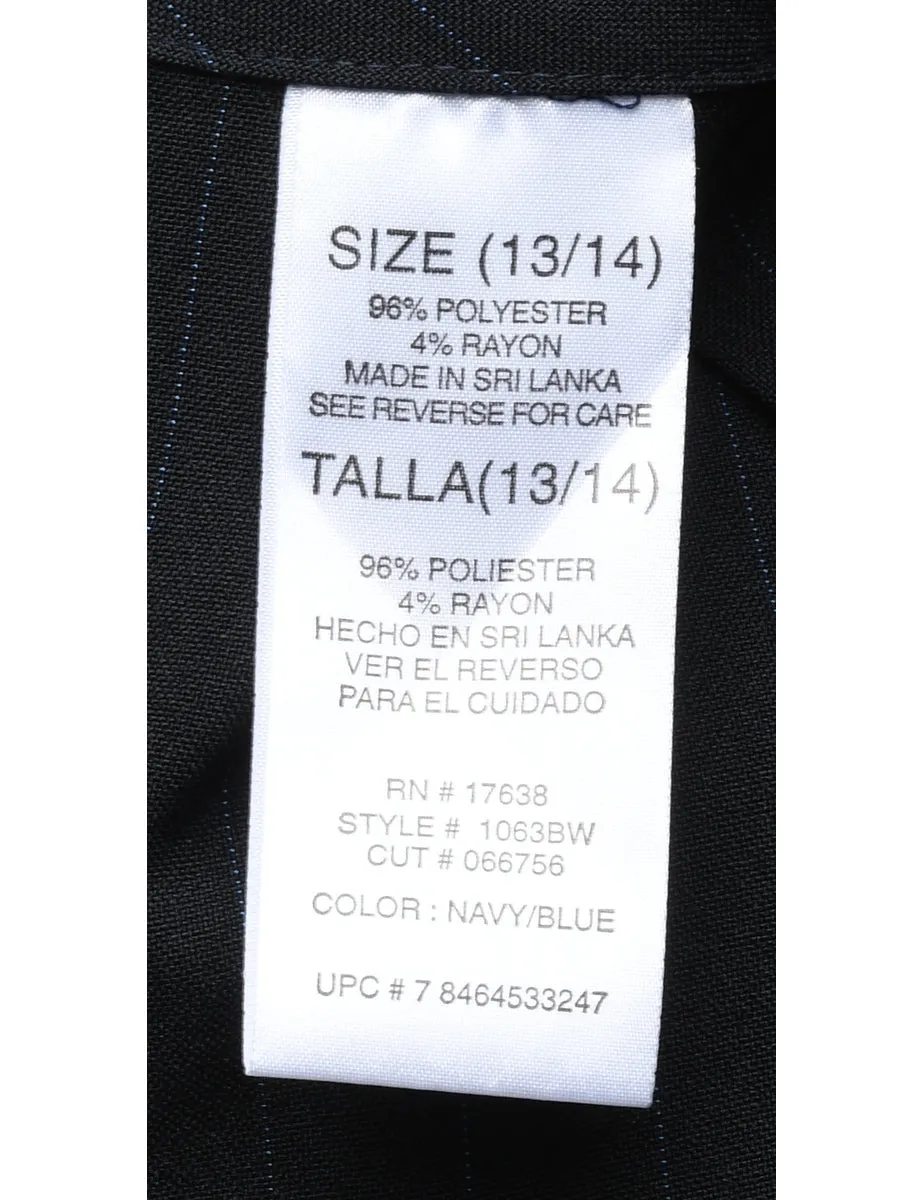 SIZE (13/14)
96% POLYESTER
4% RAYON
MADE IN SRI LANKA
SEE REVERSE FOR CARE
TALLA(13/14)
96% POLIESTER
4% RAYON
HECHO EN SRI LANKA
VER EL REVERSO
PARA EL CUIDADO
RN # 17638
STYLE # 1063BW
CUT # 066756
COLOR : NAVY/BLUE
UPC # 7 8464533247